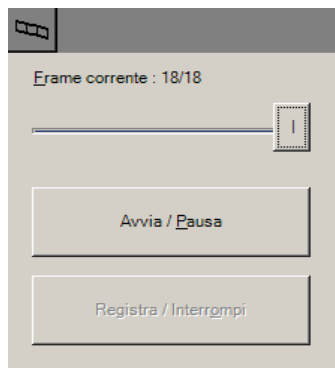 Frame corrente : 18/18
Avvia / Pausa
Registra / Interrompi